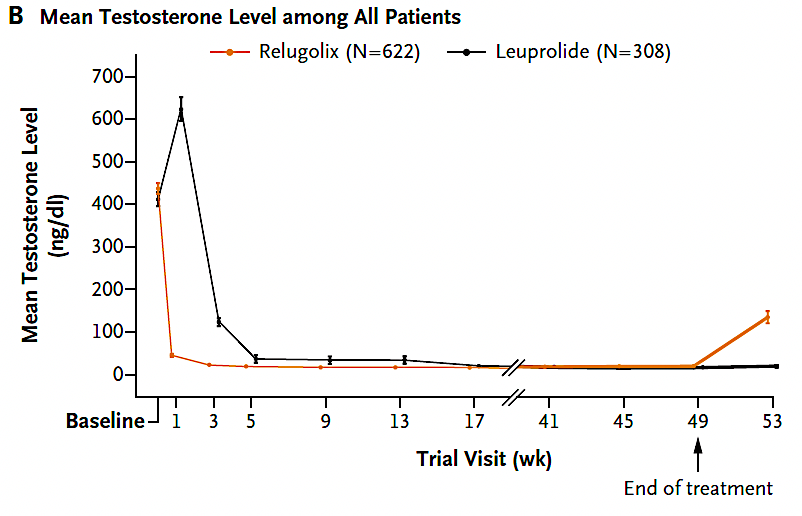 B Mean Testosterone Level among All Patients
Relugolix (N=622) Leuprolide (N=308)
700
600
500
400
300
200
100
0
Mean Testosterone Level
(ng/dl)
Baseline 1 3 5 9 13 17 41 45 49 53
Trial Visit (wk)
End of treatment